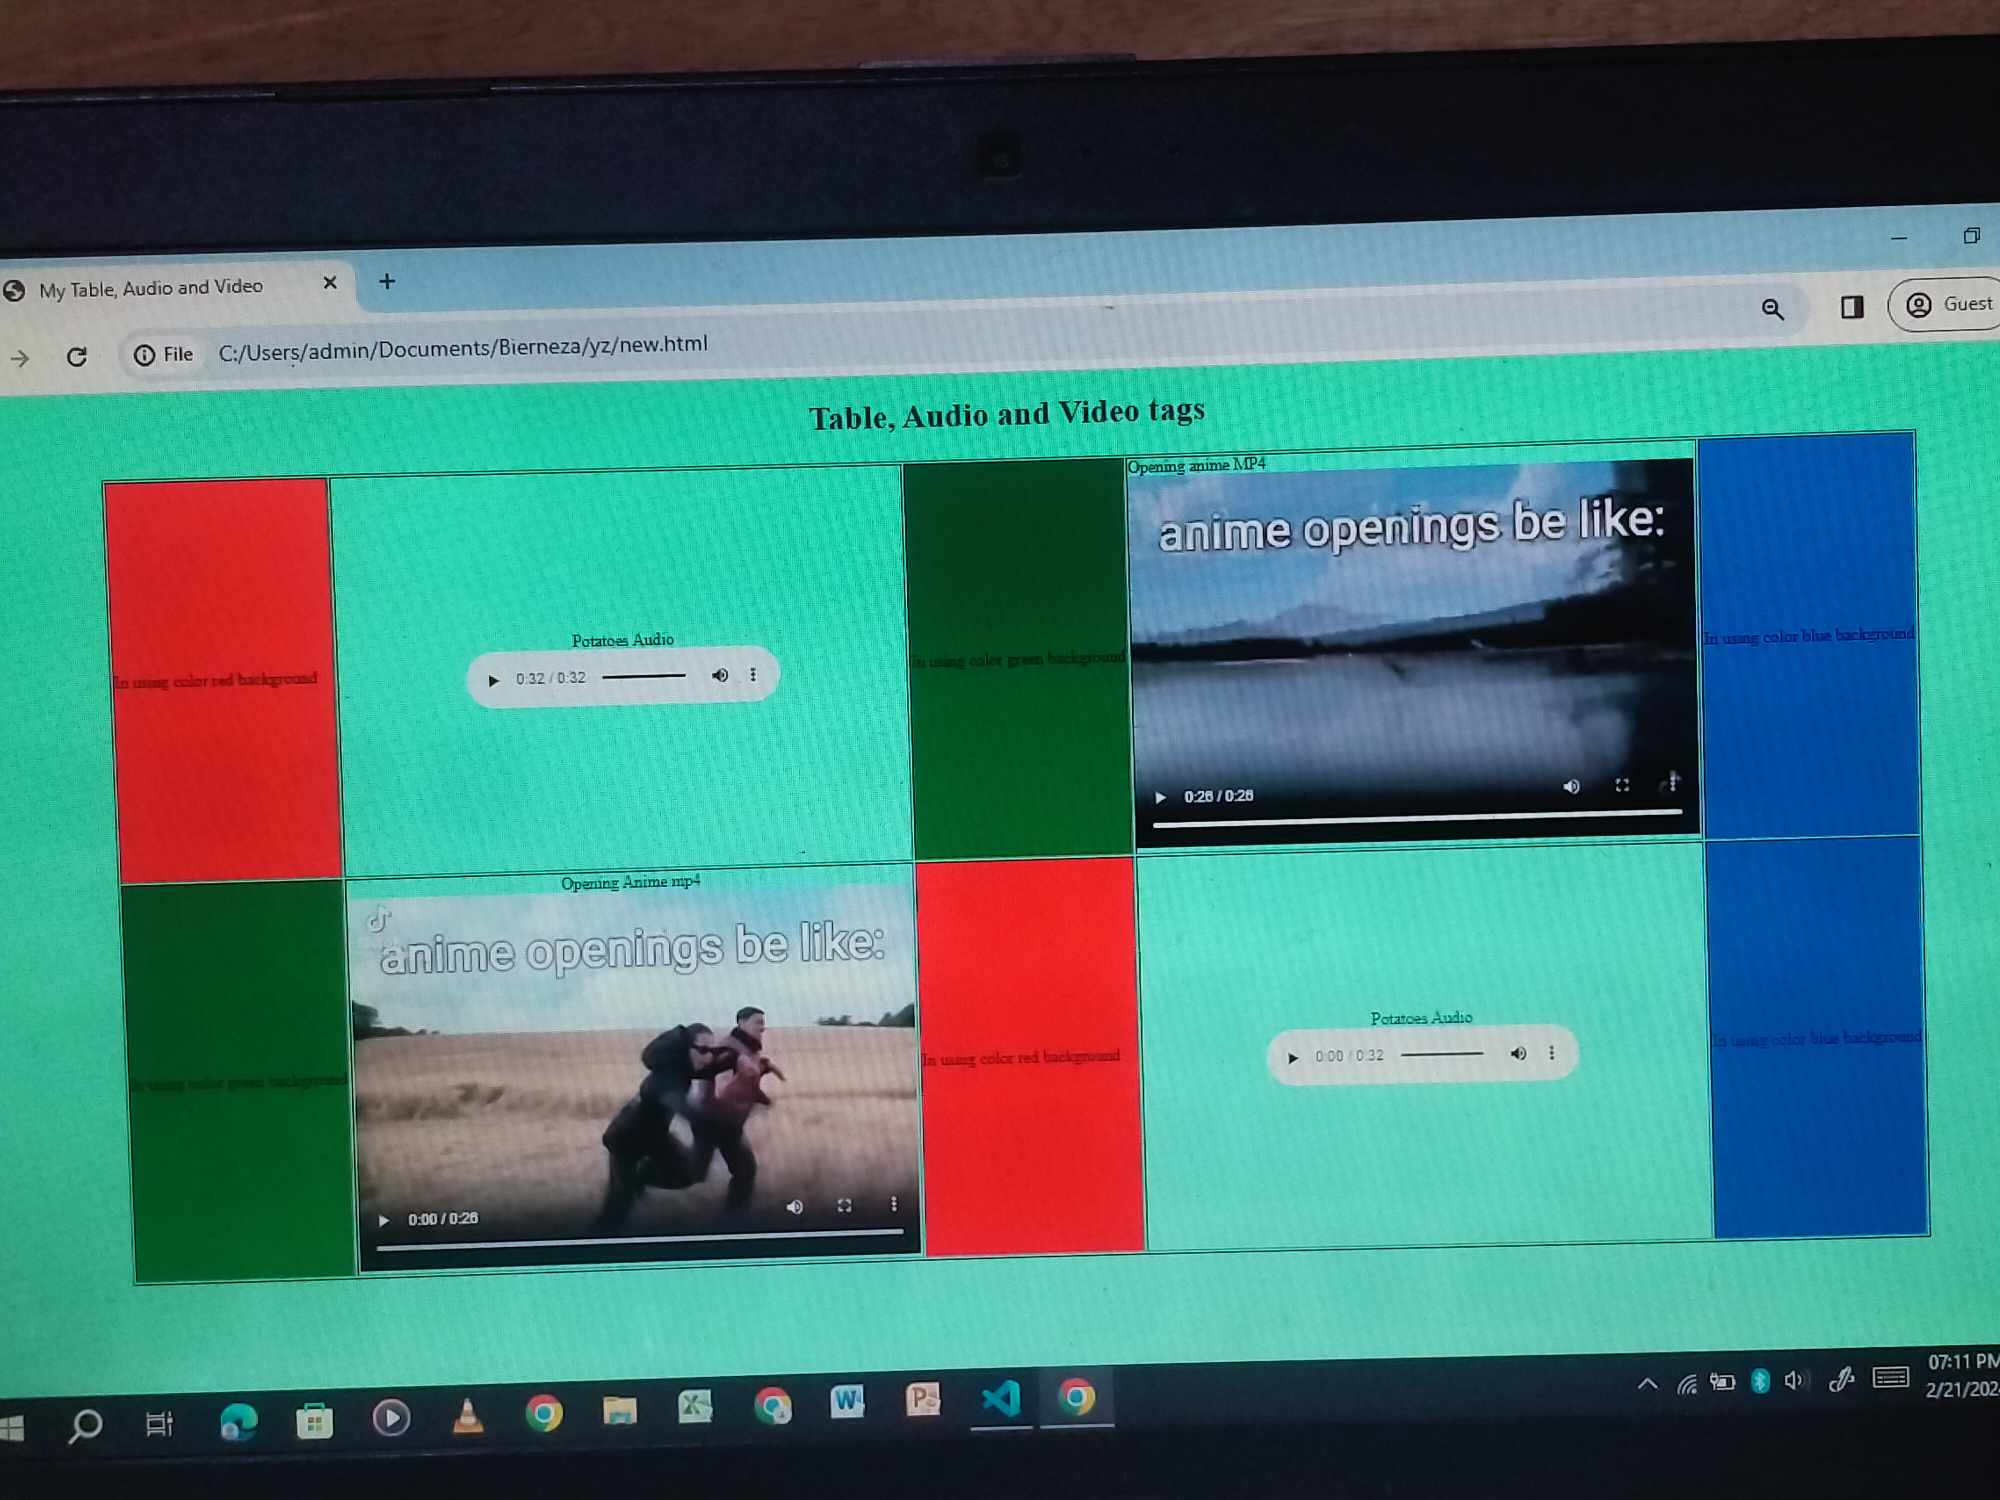 My Table, Audio and Video
File C:/Users/admin/Documents/Bierneza/yz/new.html
Guest
Table, Audio and Video tags
In using color red background
Potatoes Audio
0:32 / 0:32
In using color green background
Opening anime MP4
anime openings be like:
0:26 / 0:26
In using color blue background
In using color green background
Opening Anime mp4
anime openings be like:
0:00 / 0:26
In using color red background
Potatoes Audio
0:00 / 0:32
In using color blue background
07:11 PM
2/21/202